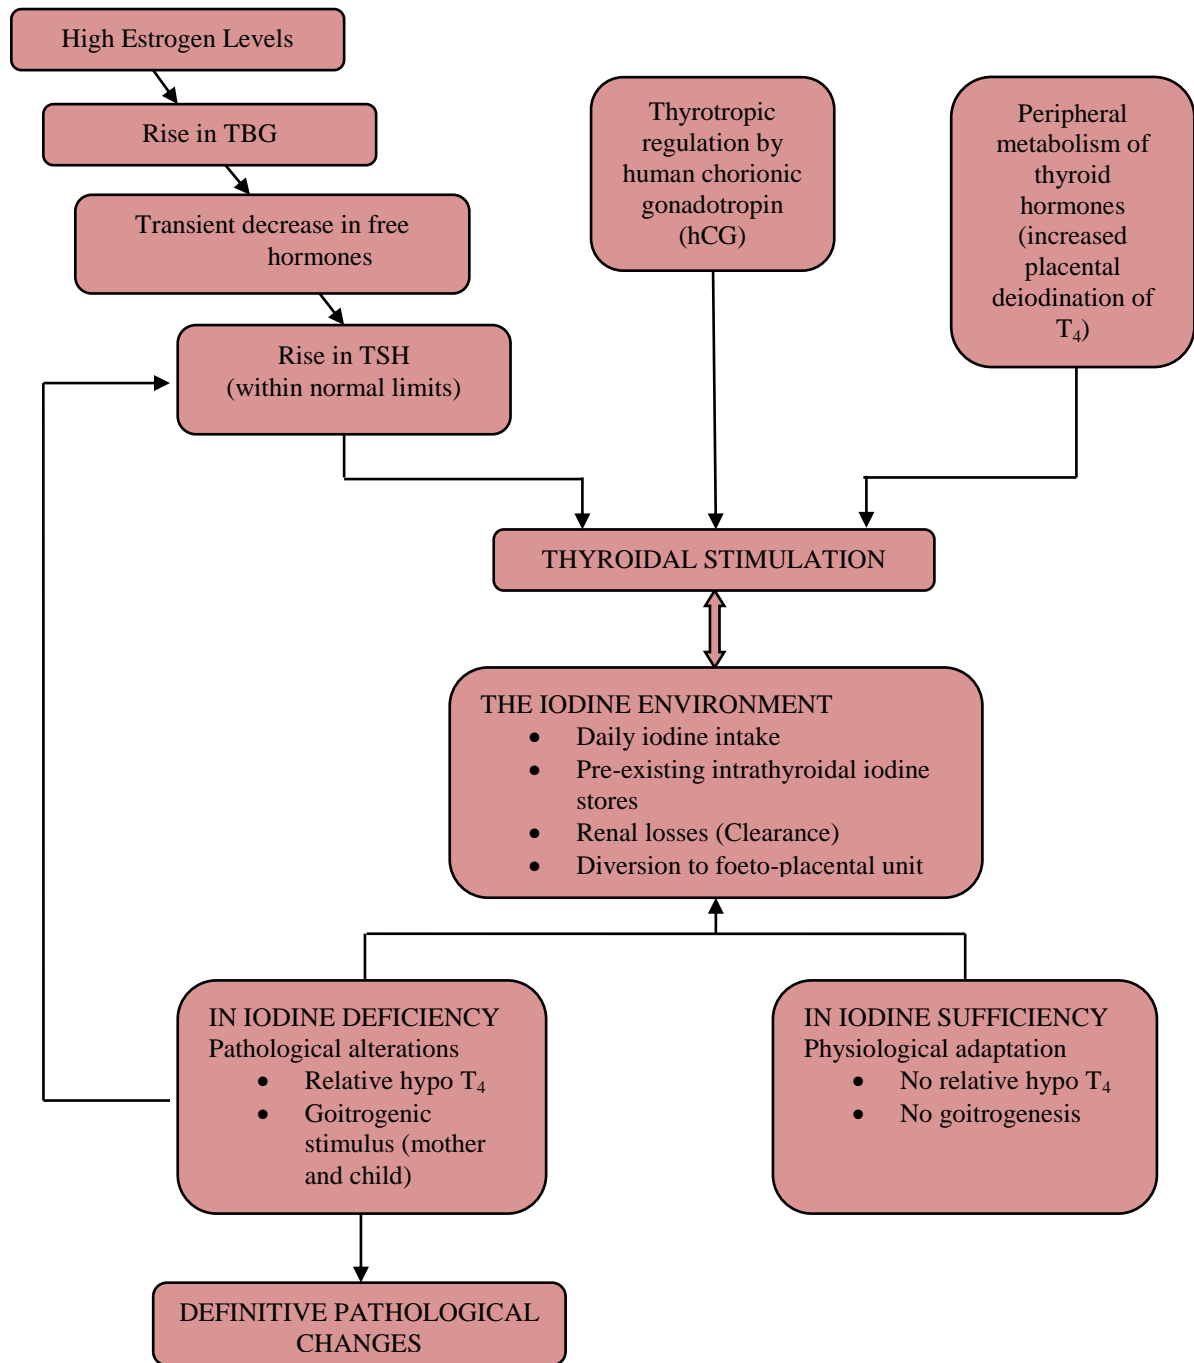 High Estrogen Levels
Rise in TBG
Transient decrease in free
hormones
Rise in TSH
(within normal limits)
Thyrotropic
regulation by
human chorionic
gonadotropin
(hCG)
Peripheral
metabolism of
thyroid
hormones
(increased
placental
deiodination of
T₄)
THYROIDAL STIMULATION
THE IODINE ENVIRONMENT
• Daily iodine intake
• Pre-existing intrathyroidal iodine
stores
• Renal losses (Clearance)
• Diversion to foeto-placental unit
IN IODINE DEFICIENCY
Pathological alterations
• Relative hypo T₄
• Goitrogenic
stimulus (mother
and child)
IN IODINE SUFFICIENCY
Physiological adaptation
• No relative hypo T₄
• No goitrogenesis
DEFINITIVE PATHOLOGICAL
CHANGES